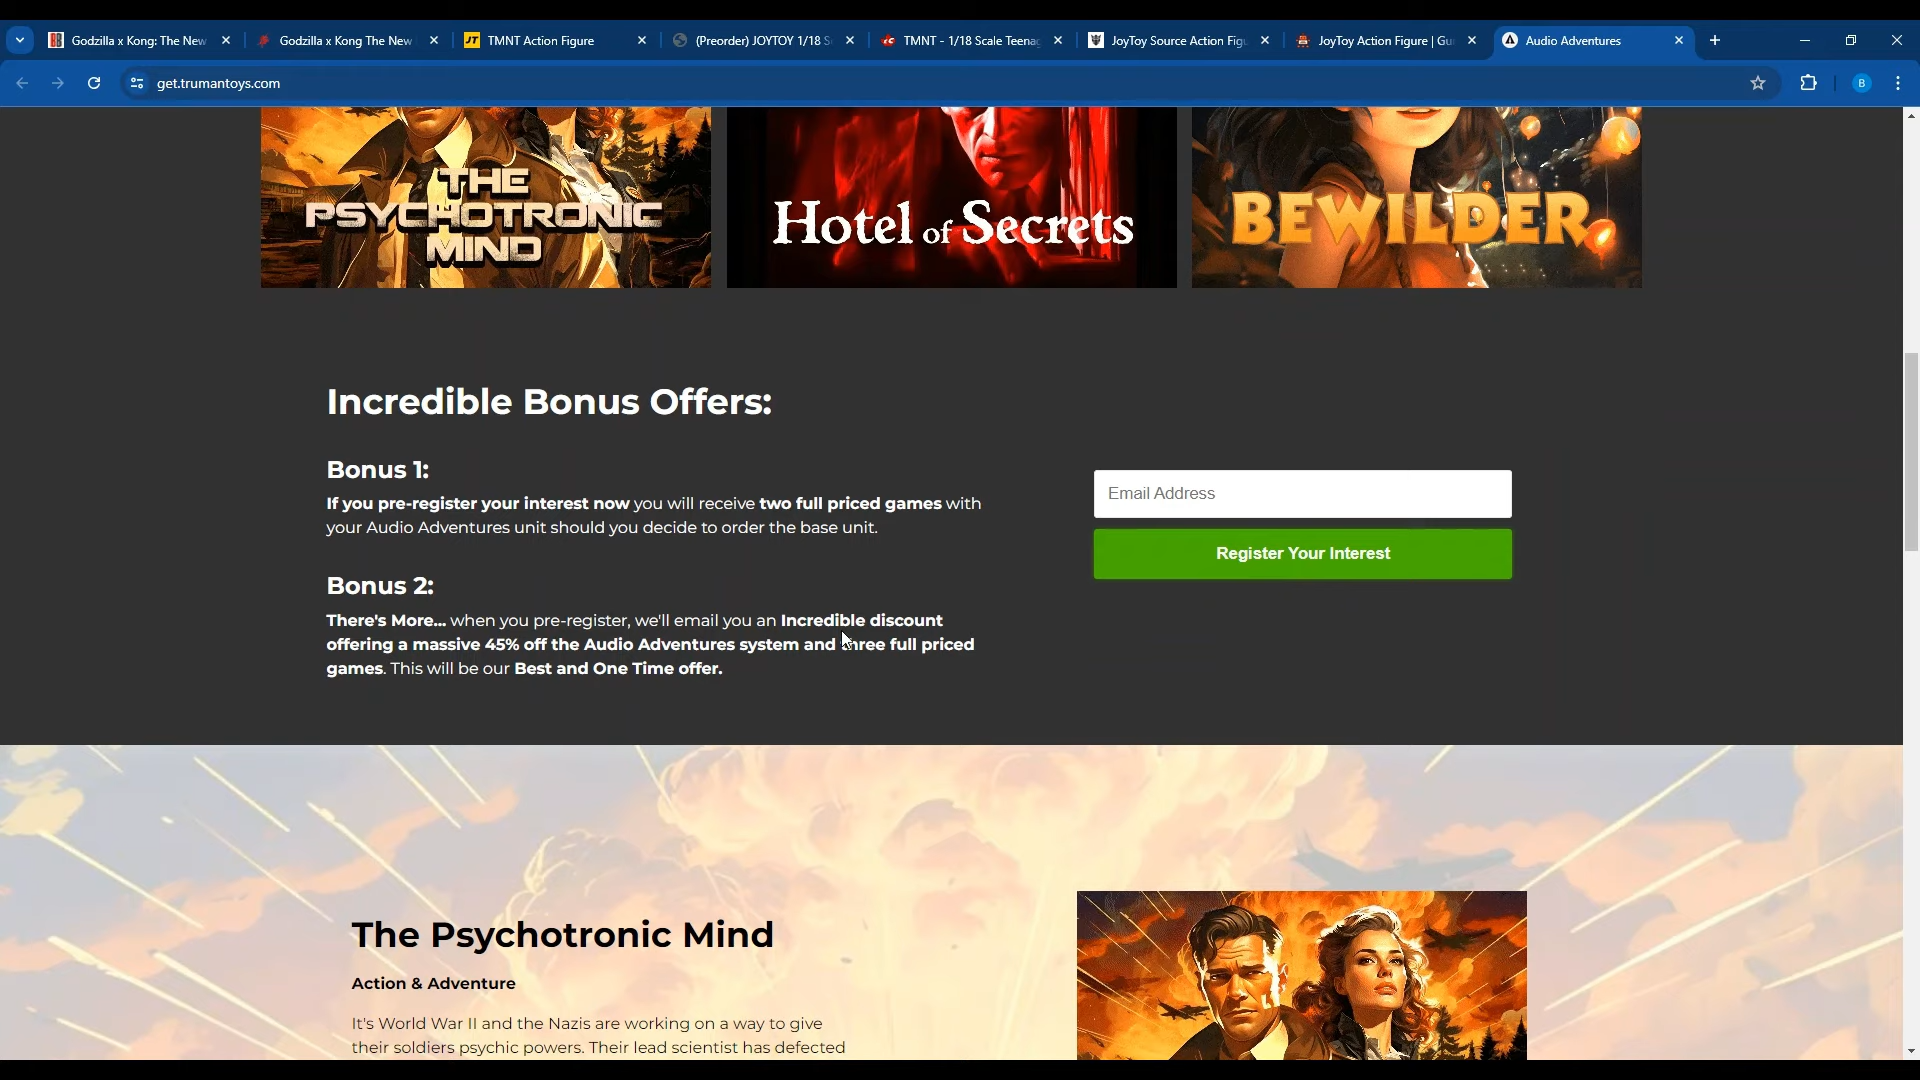 Godzilla x Kong: The New
Godzilla x Kong The New
JT
TMNT Action Figure
(Preorder) JOYTOY 1/18 S
TMNT - 1/18 Scale Teenag
JoyToy Source Action Fig
JoyToy Action Figure | Gu
Audio Adventures
get.trumantoys.com
B
THE
PSYCHOTRONIC
MIND
Hotel of Secrets
BEWILDER
Incredible Bonus Offers:
Bonus 1:
If you pre-register your interest now you will receive two full priced games with
your Audio Adventures unit should you decide to order the base unit.
Email Address
Register Your Interest
Bonus 2:
There's More... when you pre-register, we'll email you an Incredible discount
offering a massive 45% off the Audio Adventures system and three full priced
games. This will be our Best and One Time offer.
The Psychotronic Mind
Action & Adventure
It's World War II and the Nazis are working on a way to give
their soldiers psychic powers. Their lead scientist has defected